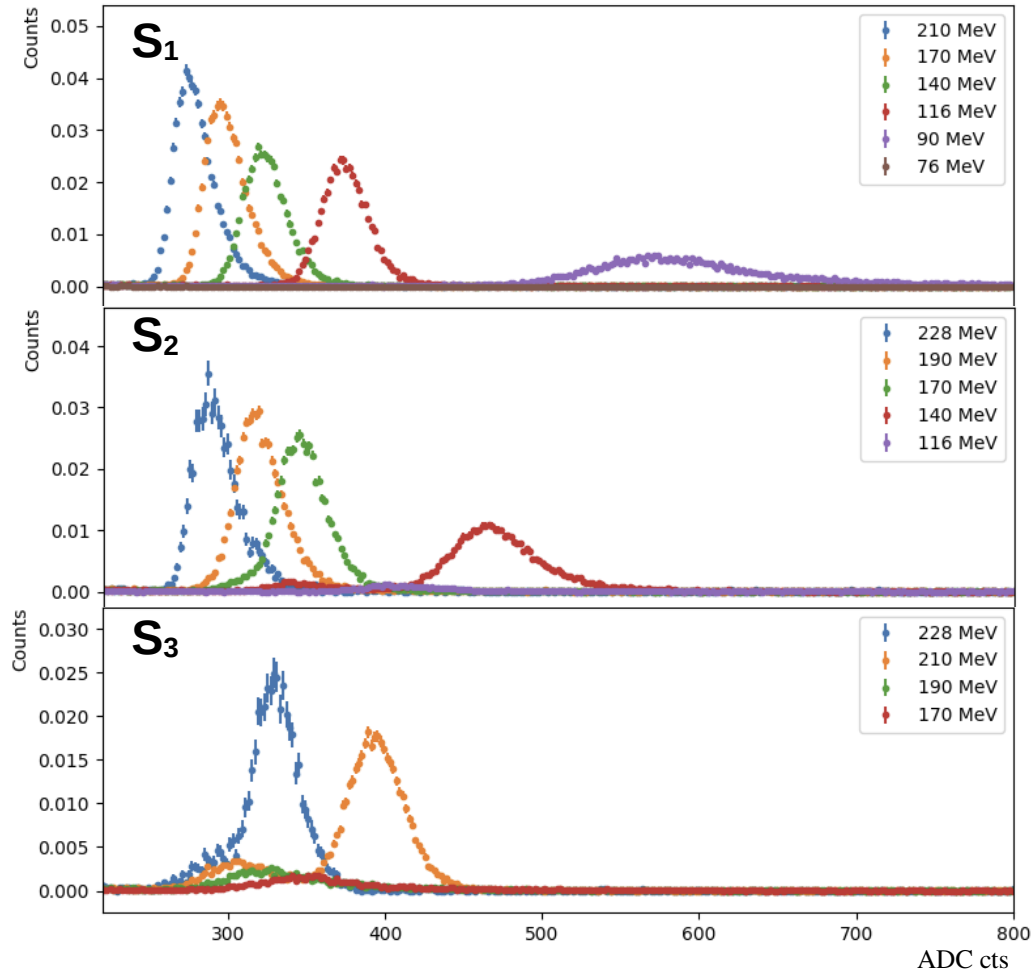 S₁
Counts
0.05
0.04
0.03
0.02
0.01
0.00
210 MeV
170 MeV
140 MeV
116 MeV
90 MeV
76 MeV
S₂
Counts
0.04
0.03
0.02
0.01
0.00
228 MeV
190 MeV
170 MeV
140 MeV
116 MeV
S₃
Counts
0.030
0.025
0.020
0.015
0.010
0.005
0.000
228 MeV
210 MeV
190 MeV
170 MeV
300 400 500 600 700 800
ADC cts